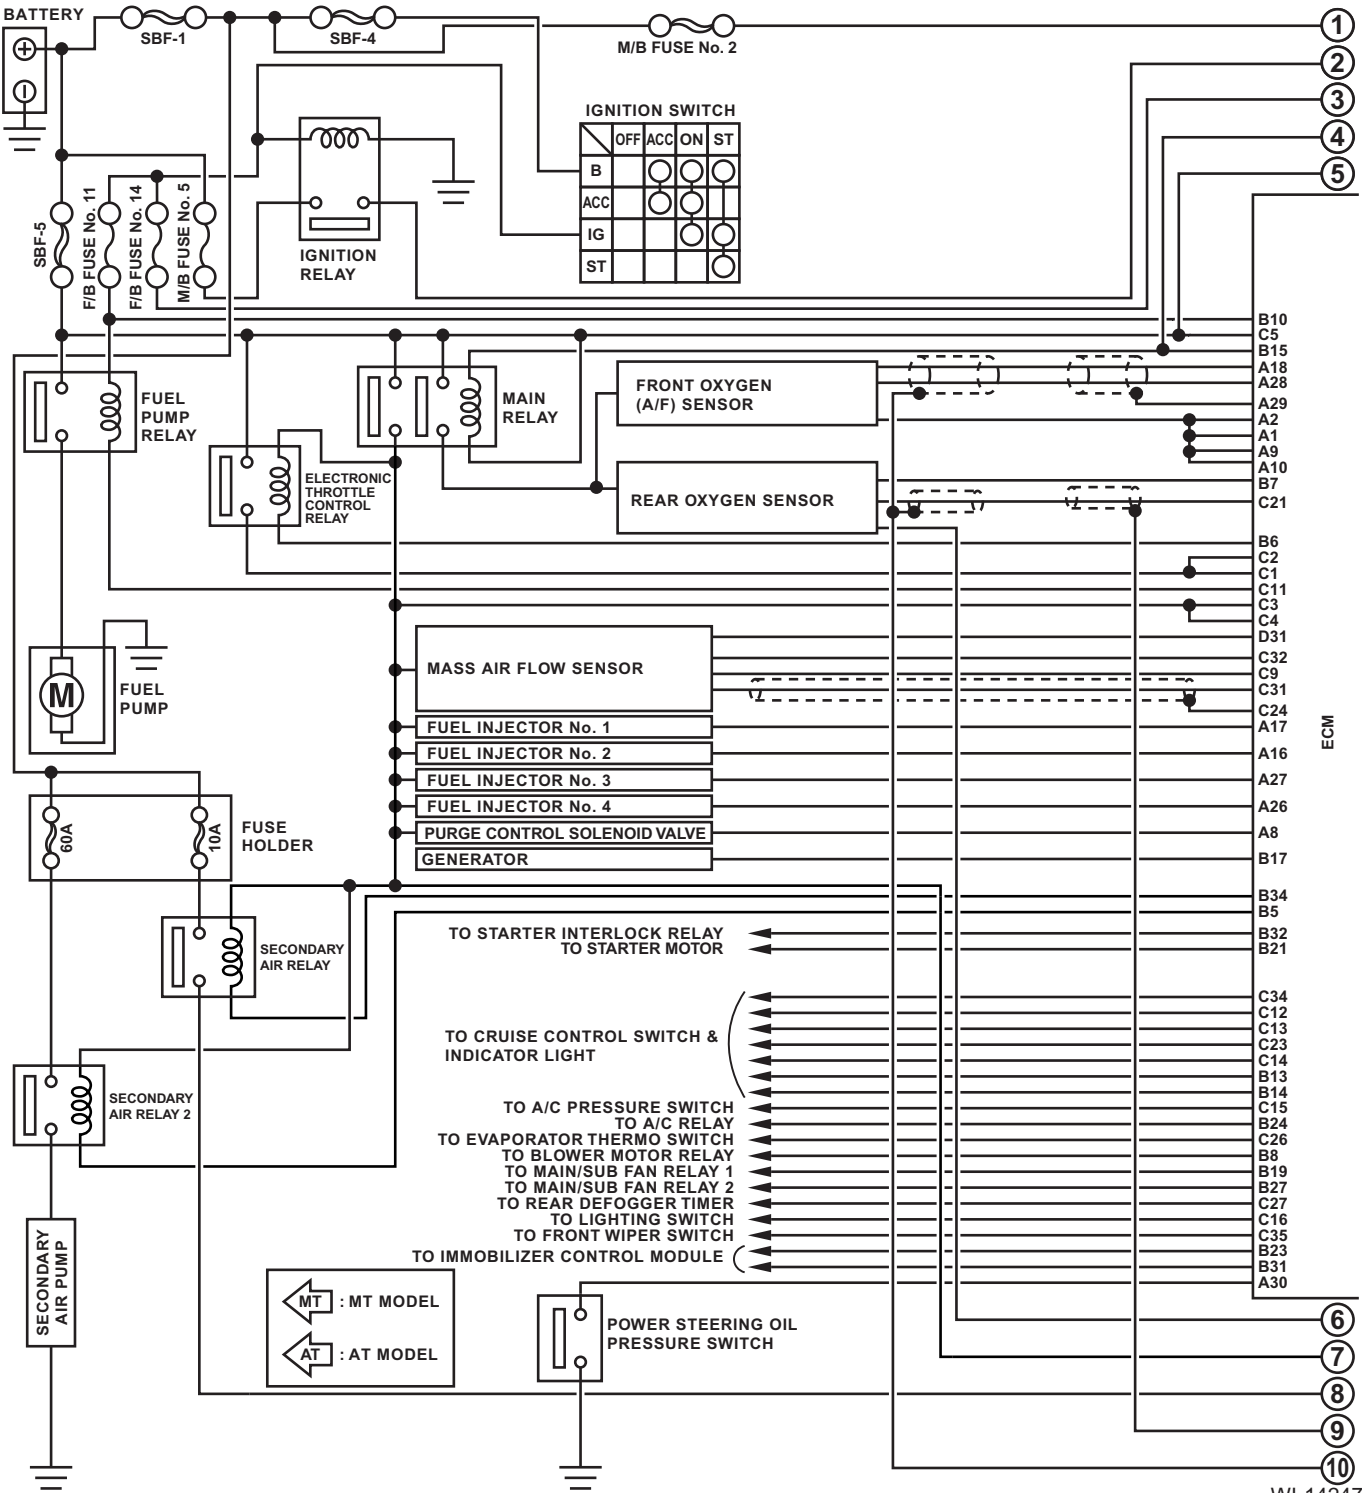 BATTERY
SBF-1
SBF-4
M/B FUSE No. 2
1
2
3
4
5
IGNITION SWITCH
OFF ACC ON ST
B
ACC
IG
ST
SBF-5
F/B FUSE No. 11
F/B FUSE No. 14
M/B FUSE No. 5
IGNITION
RELAY
B10
C5
B15
A18
A28
A29
A2
A1
A9
A10
B7
C21
B6
C2
C1
C11
C3
C4
D31
C32
C9
C31
C24
A17
A16
A27
A26
A8
B17
B34
B5
B32
B21
C34
C12
C13
C23
C14
B13
B14
C15
B24
C26
B8
B19
B27
C27
C16
C35
B23
B31
A30
ECM
FUEL
PUMP
RELAY
MAIN
RELAY
FRONT OXYGEN
(A/F) SENSOR
ELECTRONIC
THROTTLE
CONTROL
RELAY
REAR OXYGEN SENSOR
M
FUEL
PUMP
MASS AIR FLOW SENSOR
FUEL INJECTOR No. 1
FUEL INJECTOR No. 2
FUEL INJECTOR No. 3
FUEL INJECTOR No. 4
PURGE CONTROL SOLENOID VALVE
GENERATOR
60A
10A
FUSE
HOLDER
SECONDARY
AIR RELAY
SECONDARY
AIR RELAY 2
SECONDARY
AIR PUMP
TO STARTER INTERLOCK RELAY
TO STARTER MOTOR
TO CRUISE CONTROL SWITCH &
INDICATOR LIGHT
TO A/C PRESSURE SWITCH
TO A/C RELAY
TO EVAPORATOR THERMO SWITCH
TO BLOWER MOTOR RELAY
TO MAIN/SUB FAN RELAY 1
TO MAIN/SUB FAN RELAY 2
TO REAR DEFOGGER TIMER
TO LIGHTING SWITCH
TO FRONT WIPER SWITCH
TO IMMOBILIZER CONTROL MODULE
MT : MT MODEL
AT : AT MODEL
POWER STEERING OIL
PRESSURE SWITCH
6
7
8
9
10